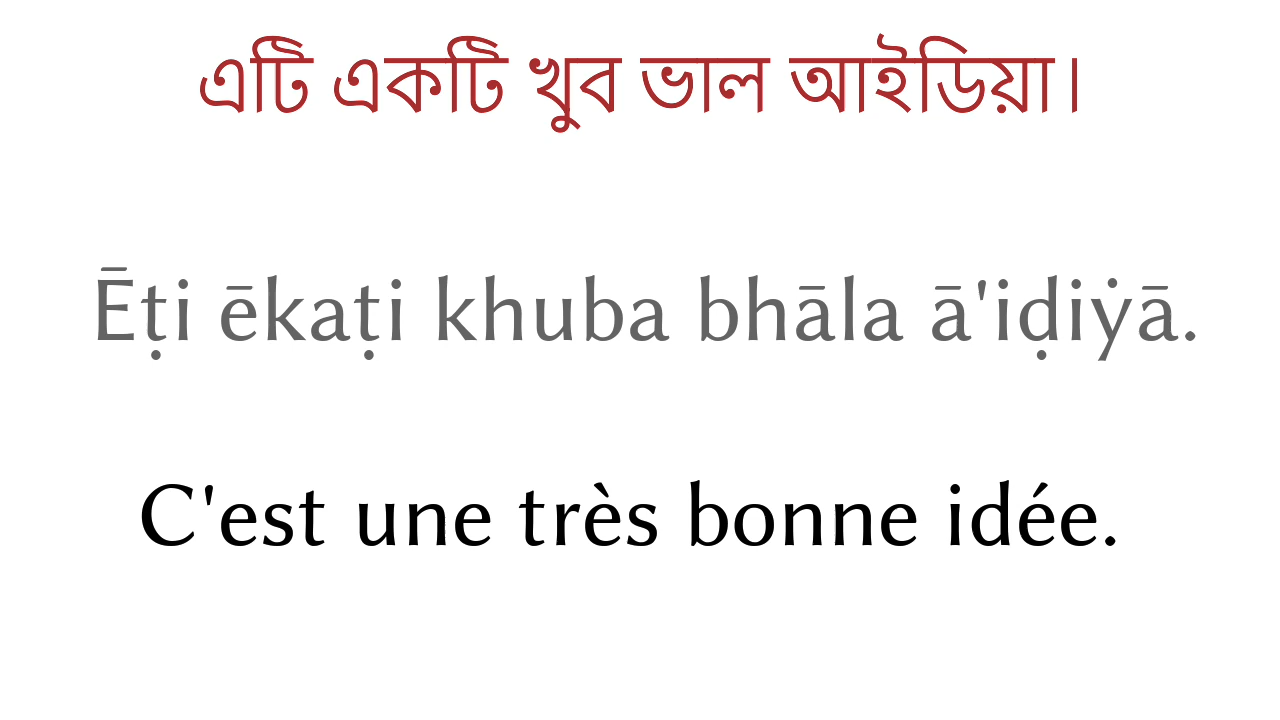 এটি একটি খুব ভাল আইডিয়া।
Ēṭi ēkaṭi khuba bhāla ā'iḍiẏā.
C'est une très bonne idée.